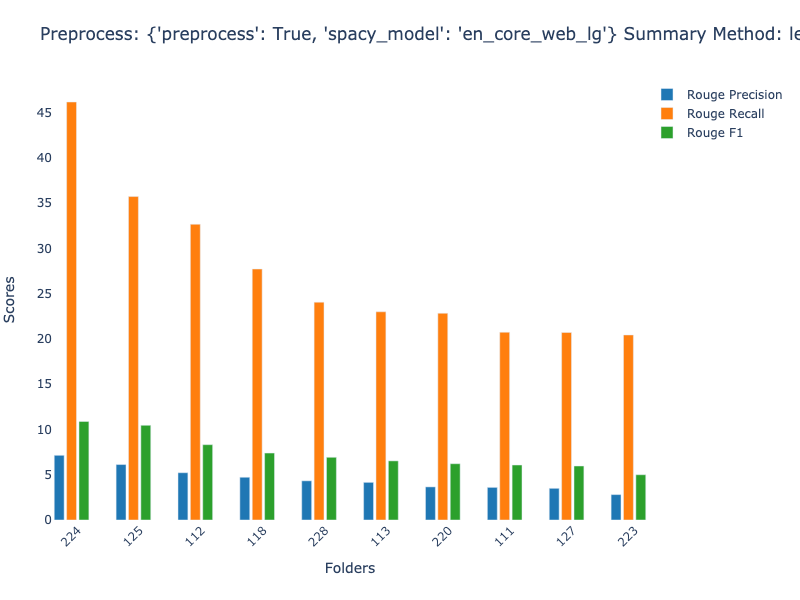 Preprocess: {'preprocess': True, 'spacy_model': 'en_core_web_lg'} Summary Method: le
Rouge Precision
Rouge Recall
Rouge F1
45
40
35
30
25
20
15
10
5
0
Scores
224 125 112 118 228 113 220 111 127 223
Folders